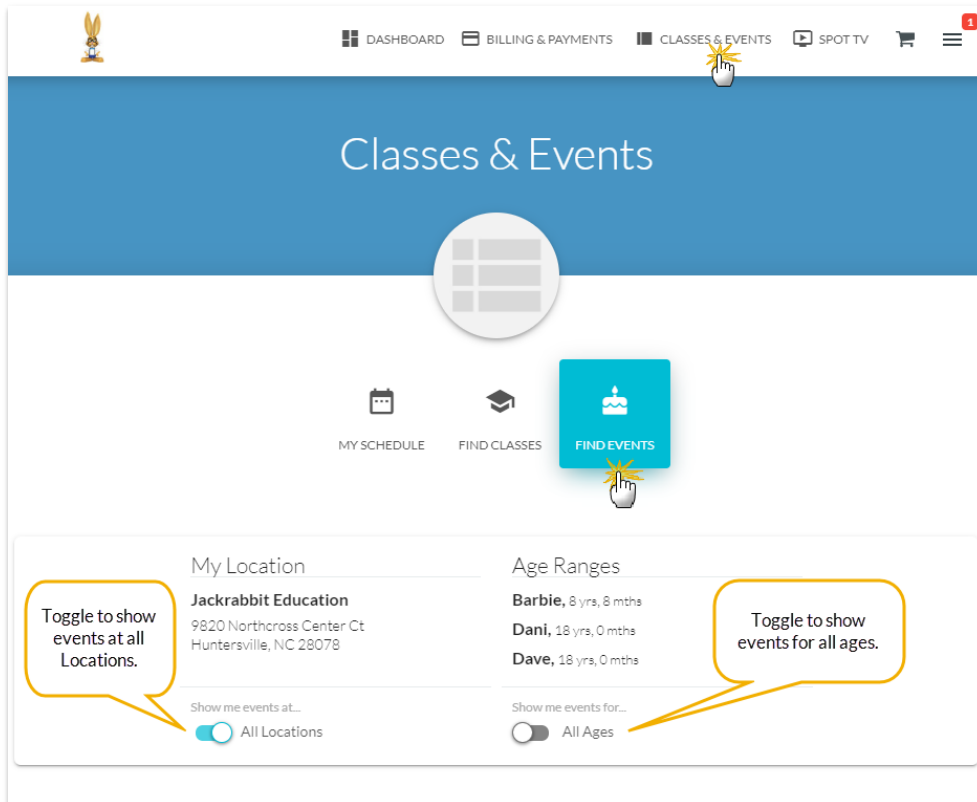 DASHBOARD BILLING & PAYMENTS CLASSES & EVENTS SPOT TV 1
Classes & Events
MY SCHEDULE FIND CLASSES FIND EVENTS
My Location
Jackrabbit Education
9820 Northcross Center Ct
Huntersville, NC 28078
Show me events at...
All Locations
Age Ranges
Barbie, 8 yrs, 8 mths
Dani, 18 yrs, 0 mths
Dave, 18 yrs, 0 mths
Show me events for...
All Ages
Toggle to show
events at all
Locations.
Toggle to show
events for all ages.